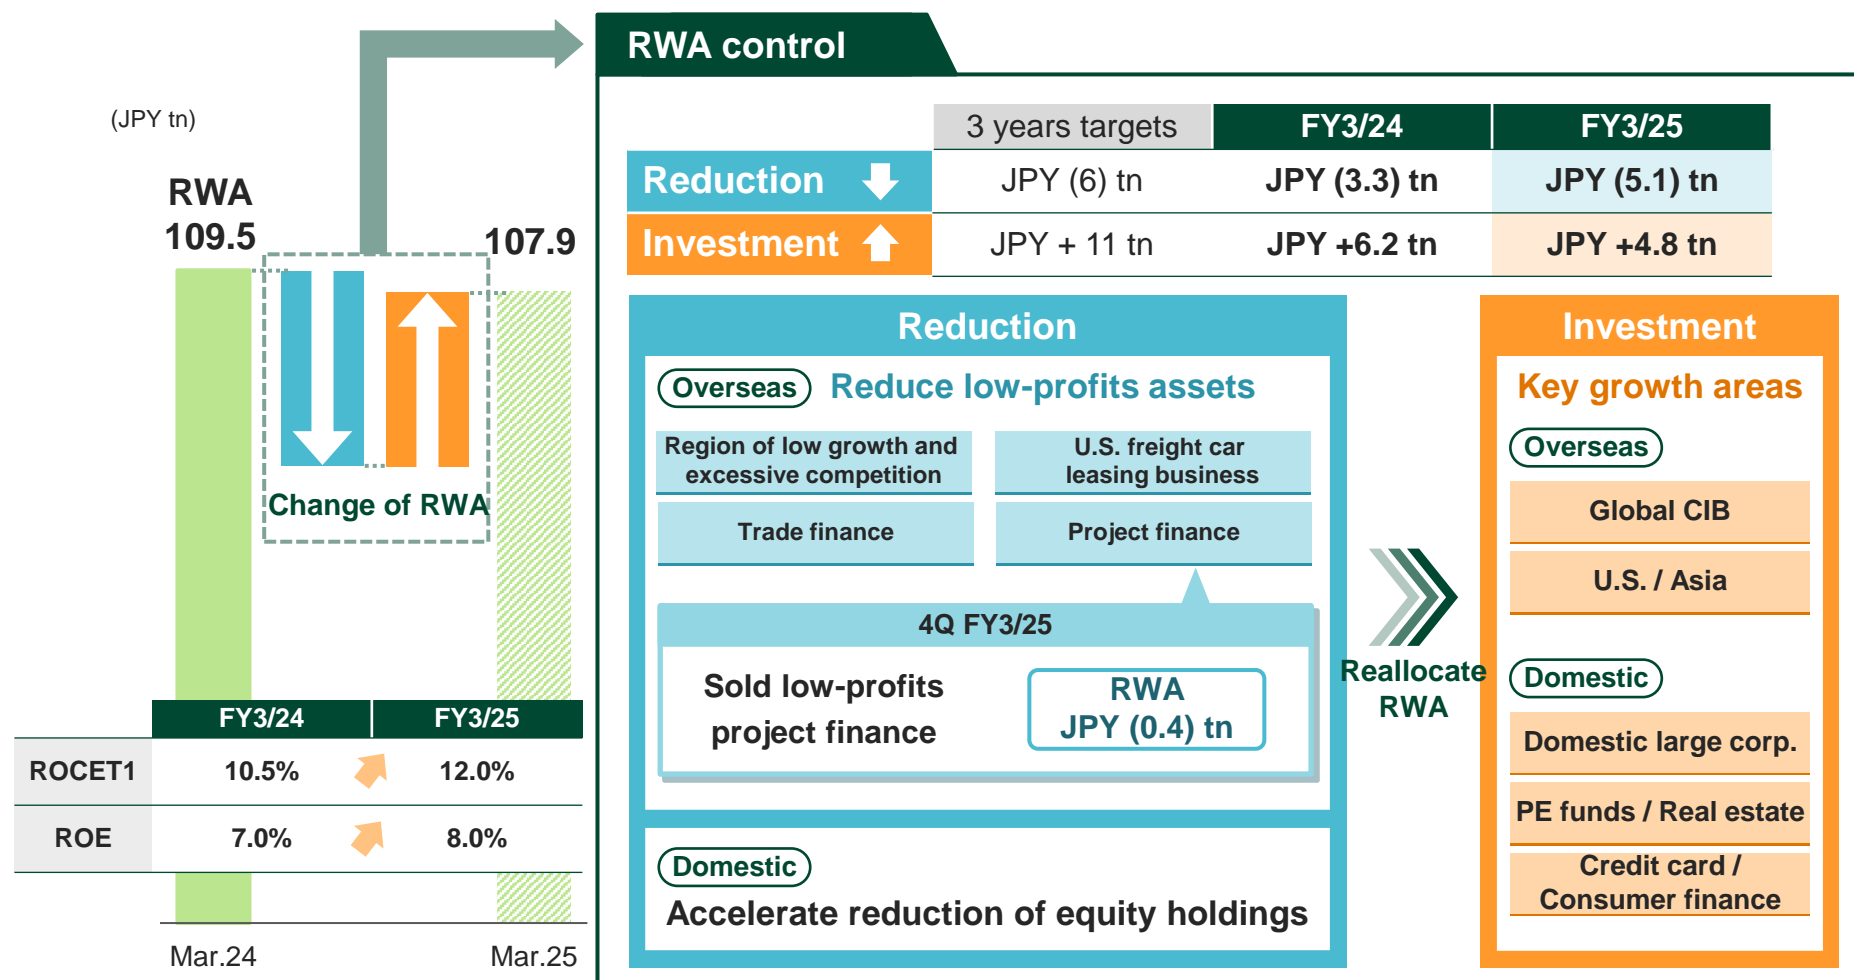 (JPY tn)
RWA
109.5
107.9
Change of RWA
FY3/24 FY3/25
ROCET1 10.5% 12.0%
ROE 7.0% 8.0%
Mar.24 Mar.25
RWA control
3 years targets FY3/24 FY3/25
Reduction JPY (6) tn JPY (3.3) tn JPY (5.1) tn
Investment JPY + 11 tn JPY +6.2 tn JPY +4.8 tn
Reduction
Overseas Reduce low-profits assets
Region of low growth and
excessive competition
U.S. freight car
leasing business
Trade finance
Project finance
4Q FY3/25
Sold low-profits
project finance
RWA
JPY (0.4) tn
Domestic
Accelerate reduction of equity holdings
Reallocate
RWA
Investment
Key growth areas
Overseas
Global CIB
U.S. / Asia
Domestic
Domestic large corp.
PE funds / Real estate
Credit card /
Consumer finance